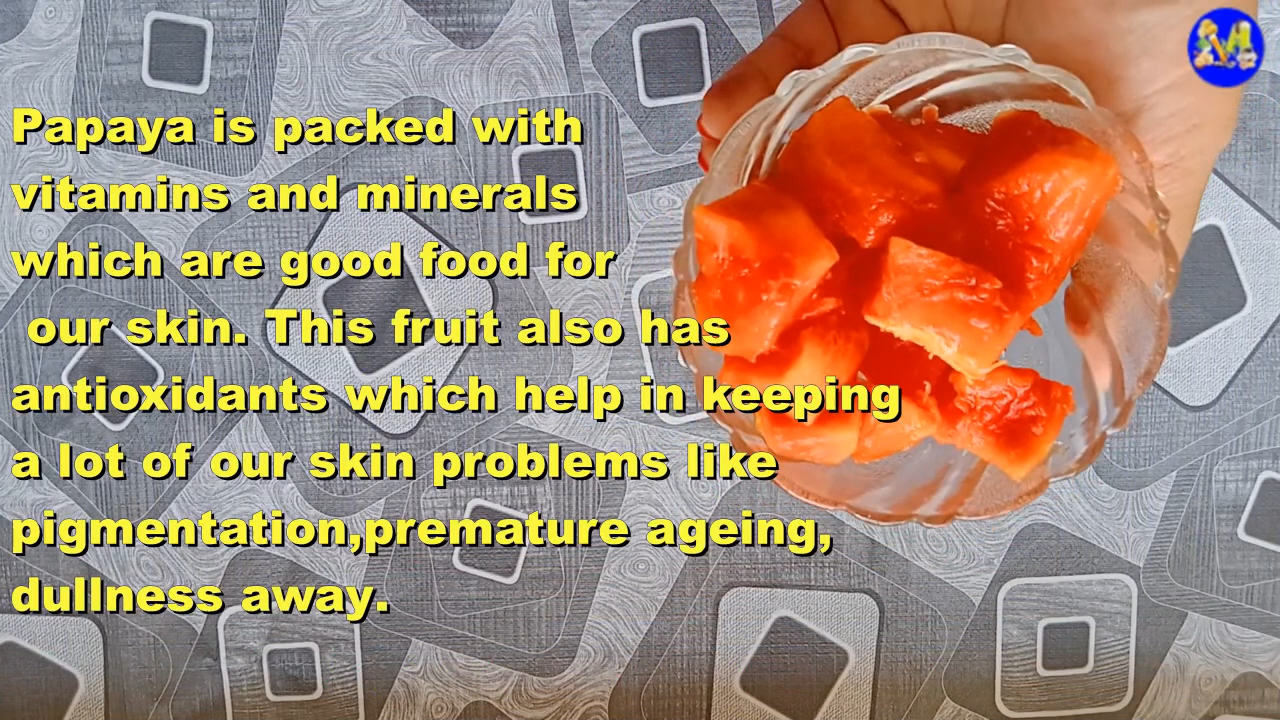 Papaya is packed with
vitamins and minerals
which are good food for
our skin. This fruit also has
antioxidants which help in keeping
a lot of our skin problems like
pigmentation,premature ageing,
dullness away.